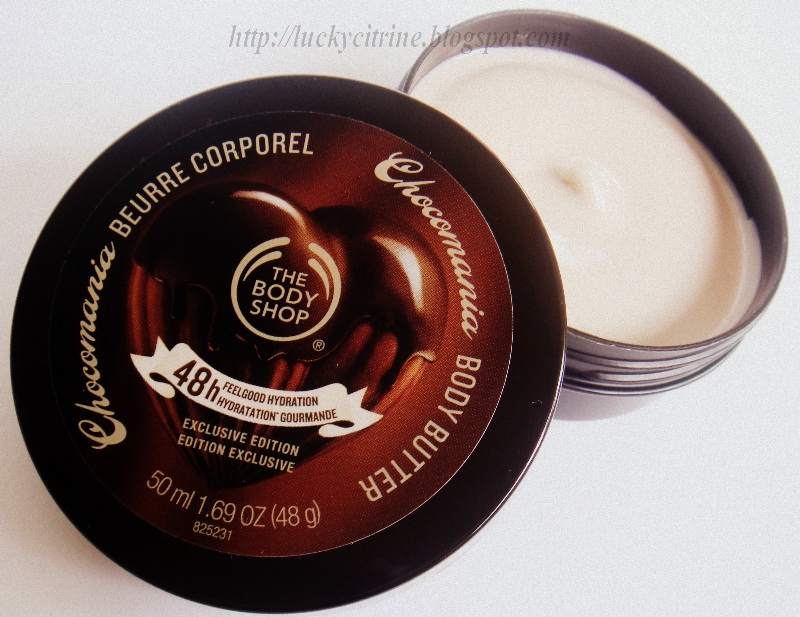 http://luckycitrine.blogspot.com
Chocomania BEURRE CORPOREL
Chocomania BODY BUTTER
THE
BODY
SHOP
®
48h FEELGOOD HYDRATION
HYDRATATION* GOURMANDE
EXCLUSIVE EDITION
EDITION EXCLUSIVE
50 ml 1.69 OZ (48 g)
825231